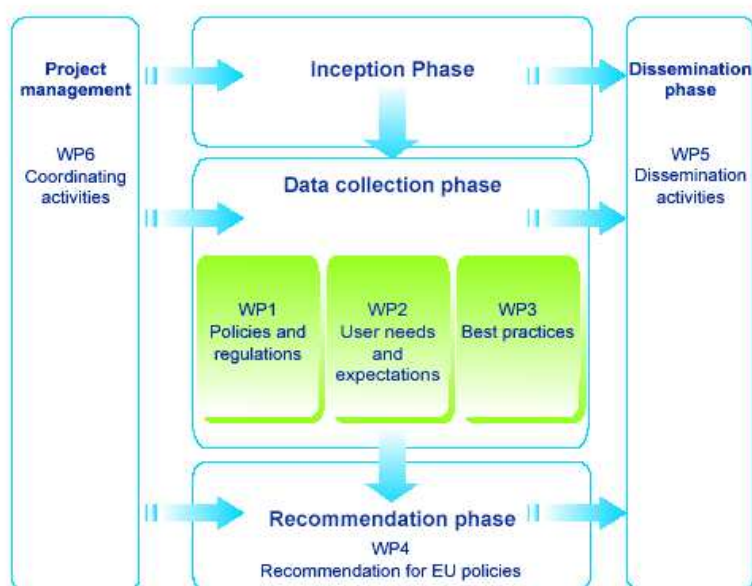 Project
management
WP6
Coordinating
activities
Inception Phase
Data collection phase
WP1
Policies and
regulations
WP2
User needs
and
expectations
WP3
Best practices
Recommendation phase
WP4
Recommendation for EU policies
Dissemination
phase
WP5
Dissemination
activities